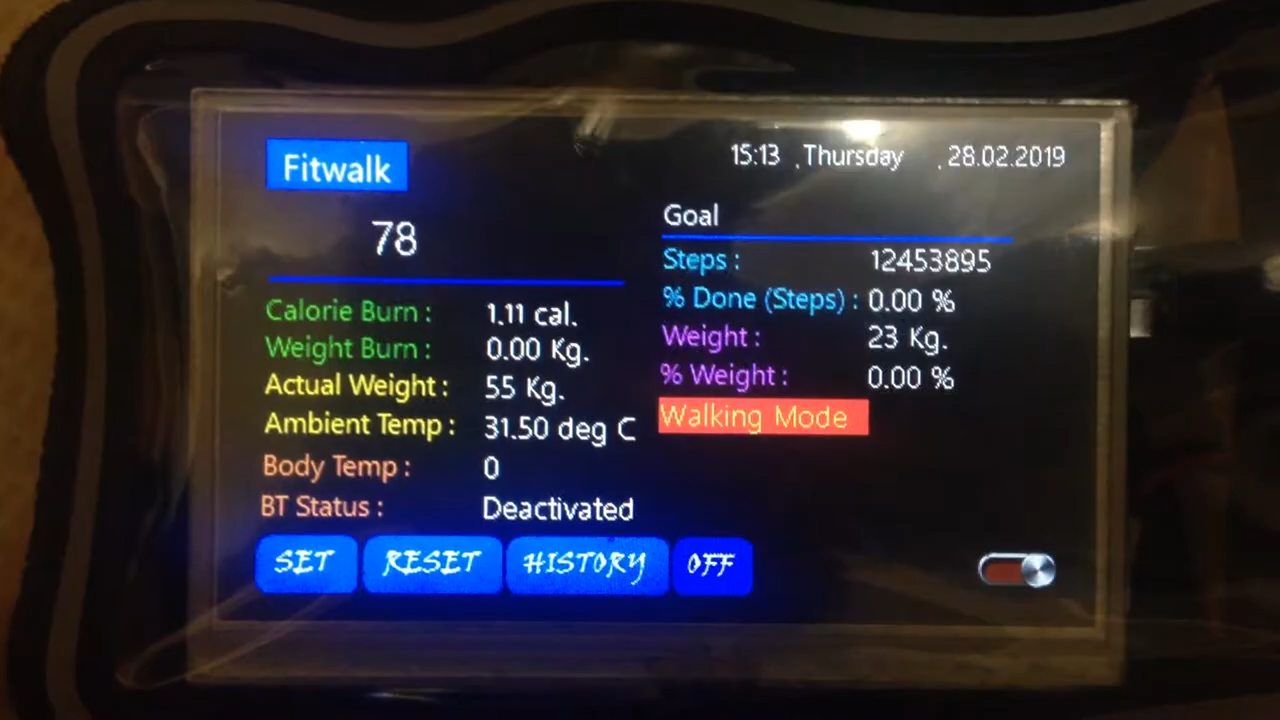 Fitwalk
15:13 , Thursday , 28.02.2019
78
Goal
Steps : 12453895
% Done (Steps) : 0.00 %
Weight : 23 Kg.
% Weight : 0.00 %
Walking Mode
Calorie Burn : 1.11 cal.
Weight Burn : 0.00 Kg.
Actual Weight : 55 Kg.
Ambient Temp : 31.50 deg C
Body Temp : 0
BT Status : Deactivated
SET RESET HISTORY OFF